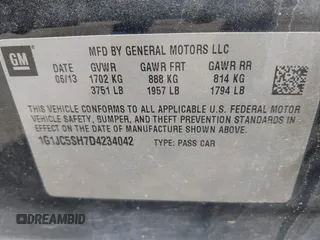 GM
MFD BY GENERAL MOTORS LLC
DATE GVWR GAWR FRT GAWR RR
06/13 1702 KG 888 KG 814 KG
3751 LB 1957 LB 1794 LB
THIS VEHICLE CONFORMS TO ALL APPLICABLE U.S. FEDERAL MOTOR
VEHICLE SAFETY, BUMPER, AND THEFT PREVENTION STANDARDS
IN EFFECT ON THE DATE OF MANUFACTURE SHOWN ABOVE.
1G1JC5SH7D4234042 TYPE: PASS CAR
DREAMBID